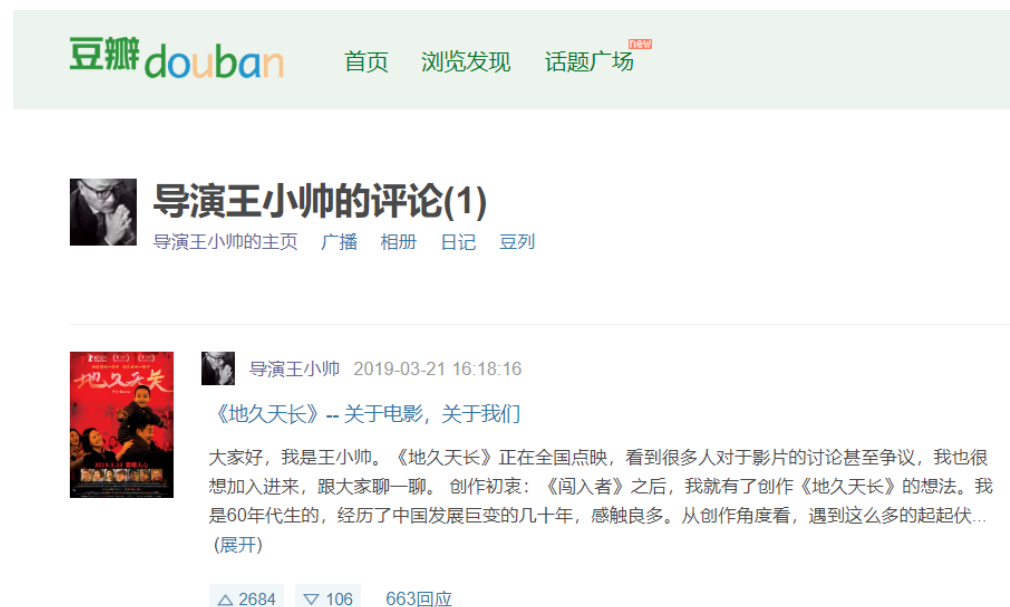 豆瓣douban 首页 浏览发现 话题广场 new
导演王小帅的评论(1)
导演王小帅的主页 广播 相册 日记 豆列
地久天长
导演王小帅 2019-03-21 16:18:16
《地久天长》-- 关于电影，关于我们
大家好，我是王小帅。《地久天长》正在全国点映，看到很多人对于影片的讨论甚至争议，我也很
想加入进来，跟大家聊一聊。 创作初衷：《闯入者》之后，我就有了创作《地久天长》的想法。我
是60年代生的，经历了中国发展巨变的几十年，感触良多。从创作角度看，遇到这么多的起起伏...
(展开)
△ 2684 ▽ 106 663回应